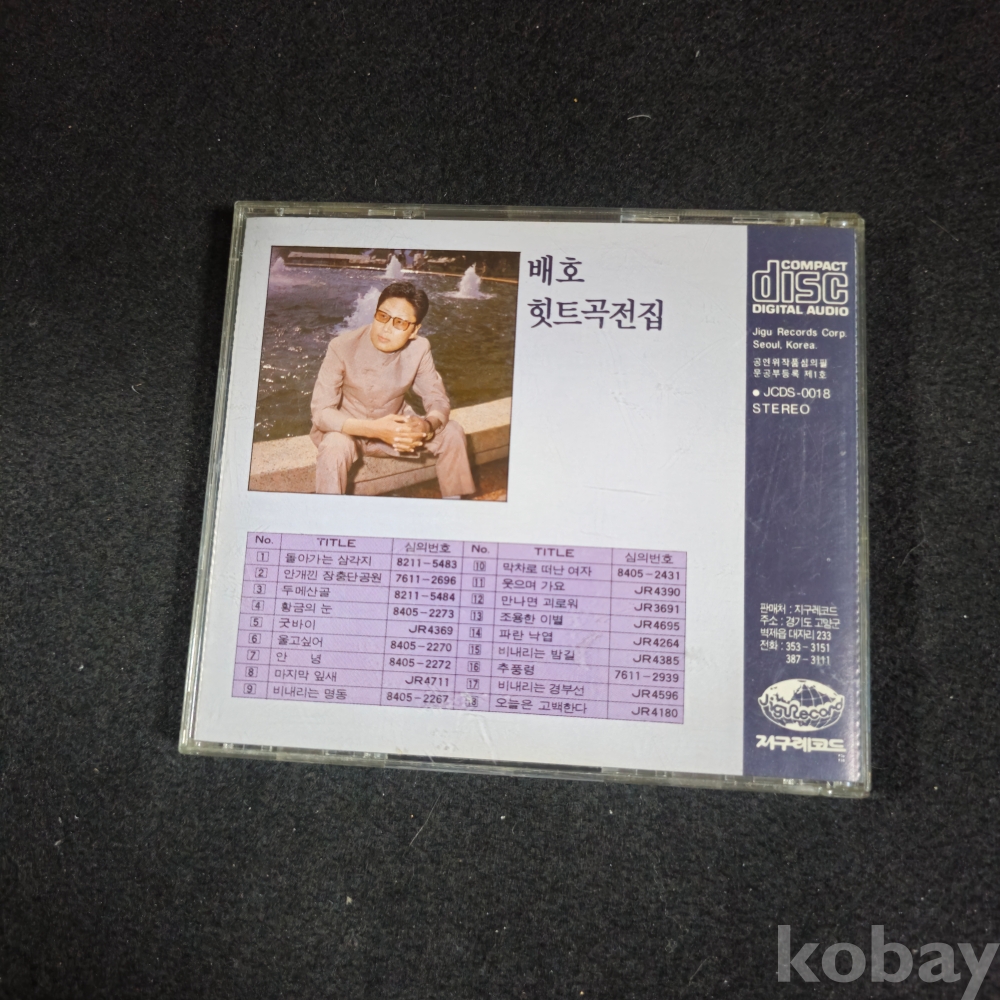 배호
힛트곡전집
COMPACT
disc
DIGITAL AUDIO
Jigu Records Corp.
Seoul, Korea.
공연위작품심의필
문공부등록 제1호
● JCDS-0018
STEREO
No. TITLE 심의번호
1 돌아가는 삼각지 8211-5483
2 안개낀 장충단공원 7611-2696
3 두메산골 8211-5484
4 황금의 눈 8405-2273
5 굿바이 JR4369
6 울고싶어 8405-2270
7 안 녕 8405-2272
8 마지막 잎새 JR4711
9 비내리는 명동 8405-2267
No. TITLE 심의번호
10 막차로 떠난 여자 8405-2431
11 웃으며 가요 JR4390
12 만나면 괴로워 JR3691
13 조용한 이별 JR4695
14 파란 낙엽 JR4264
15 비내리는 밤길 JR4385
16 추풍령 7611-2939
17 비내리는 경부선 JR4596
18 오늘은 고백한다 JR4180
판매처 : 지구레코드
주소 : 경기도 고양군
벽제읍 대자리 233
전화 : 353-3151
387-3111
JiguRecord
지구레코드
kobay